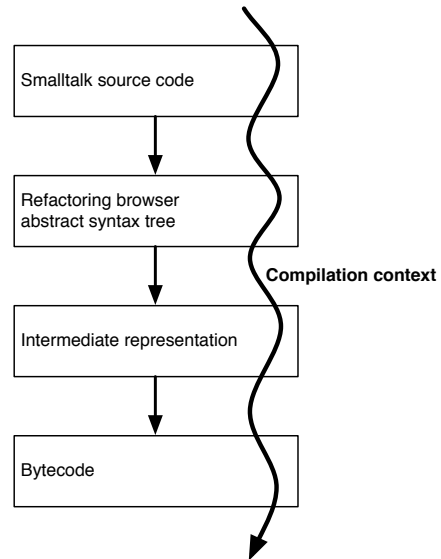 Smalltalk source code
Refactoring browser
abstract syntax tree
Compilation context
Intermediate representation
Bytecode